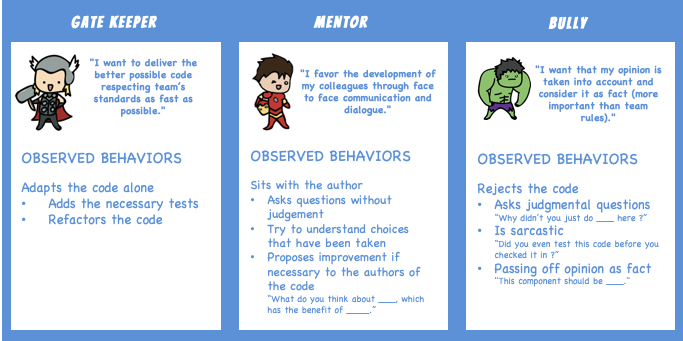 GATE KEEPER
"I want to deliver the
better possible code
respecting team's
standards as fast as
possible."
OBSERVED BEHAVIORS
Adapts the code alone
• Adds the necessary tests
• Refactors the code
MENTOR
"I favor the development of
my colleagues through face
to face communication and
dialogue."
OBSERVED BEHAVIORS
Sits with the author
• Asks questions without
judgement
• Try to understand choices
that have been taken
• Proposes improvement if
necessary to the authors of
the code
"What do you think about ____, which
has the benefit of _____."
BULLY
"I want that my opinion is
taken into account and
consider it as fact (more
important than team
rules)."
OBSERVED BEHAVIORS
Rejects the code
• Asks judgmental questions
"Why didn't you just do ____ here ?"
• Is sarcastic
"Did you even test this code before you
checked it in ?"
• Passing off opinion as fact
"This component should be ____."